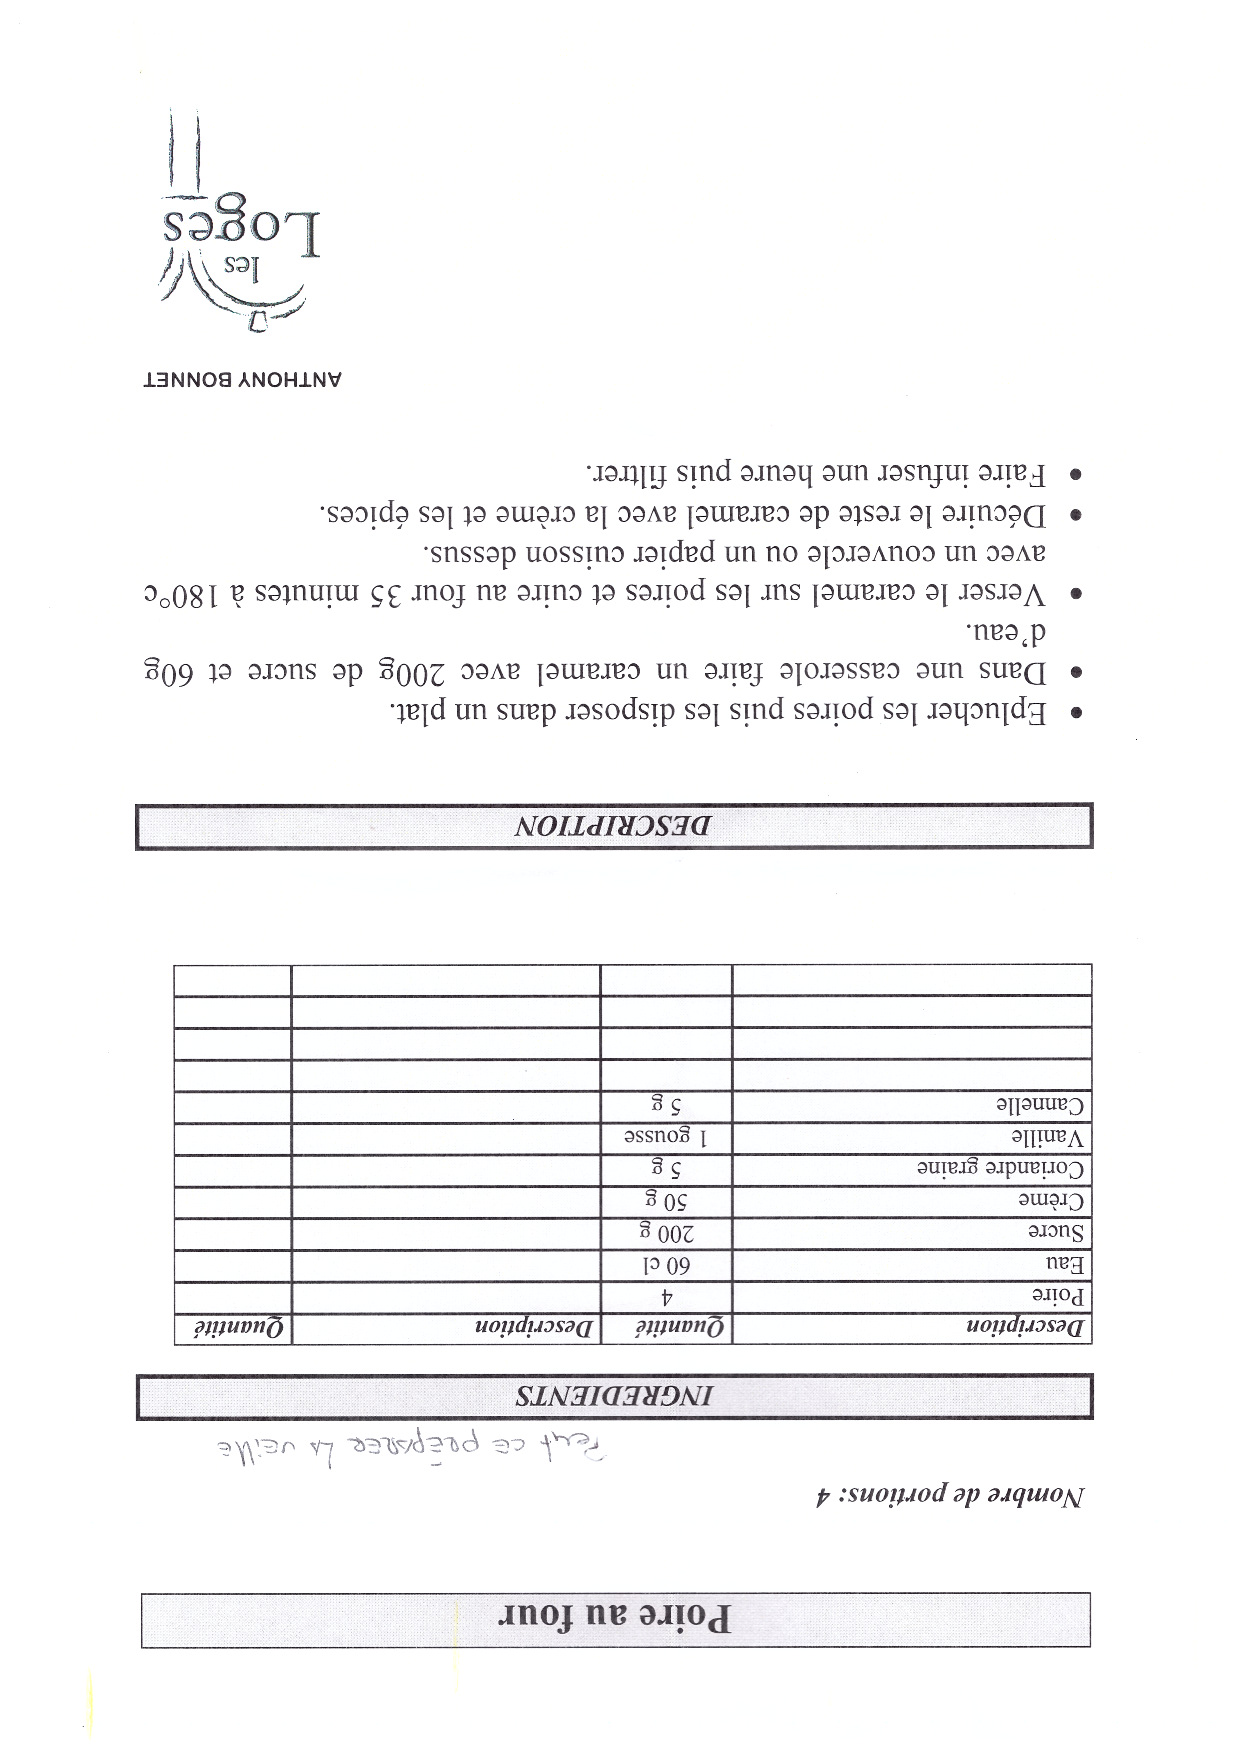 Poire au four
Nombre de portions: 4
Peut ce préparer la veille
INGREDIENTS
Description Quantité Description Quantité
Poire 4
Eau 60 cl
Sucre 200 g
Crème 50 g
Coriandre graine 5 g
Vanille 1 gousse
Cannelle 5 g
DESCRIPTION
• Eplucher les poires puis les disposer dans un plat.
• Dans une casserole faire un caramel avec 200g de sucre et 60g
d'eau.
• Verser le caramel sur les poires et cuire au four 35 minutes à 180°c
avec un couvercle ou un papier cuisson dessus.
• Décuire le reste de caramel avec la crème et les épices.
• Faire infuser une heure puis filtrer.
ANTHONY BONNET
les
Loges